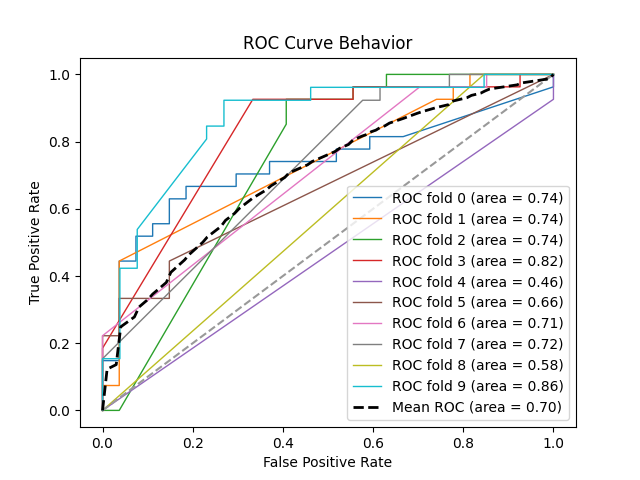 ROC Curve Behavior
True Positive Rate
1.0
0.8
0.6
0.4
0.2
0.0
ROC fold 0 (area = 0.74)
ROC fold 1 (area = 0.74)
ROC fold 2 (area = 0.74)
ROC fold 3 (area = 0.82)
ROC fold 4 (area = 0.46)
ROC fold 5 (area = 0.66)
ROC fold 6 (area = 0.71)
ROC fold 7 (area = 0.72)
ROC fold 8 (area = 0.58)
ROC fold 9 (area = 0.86)
Mean ROC (area = 0.70)
0.0 0.2 0.4 0.6 0.8 1.0
False Positive Rate